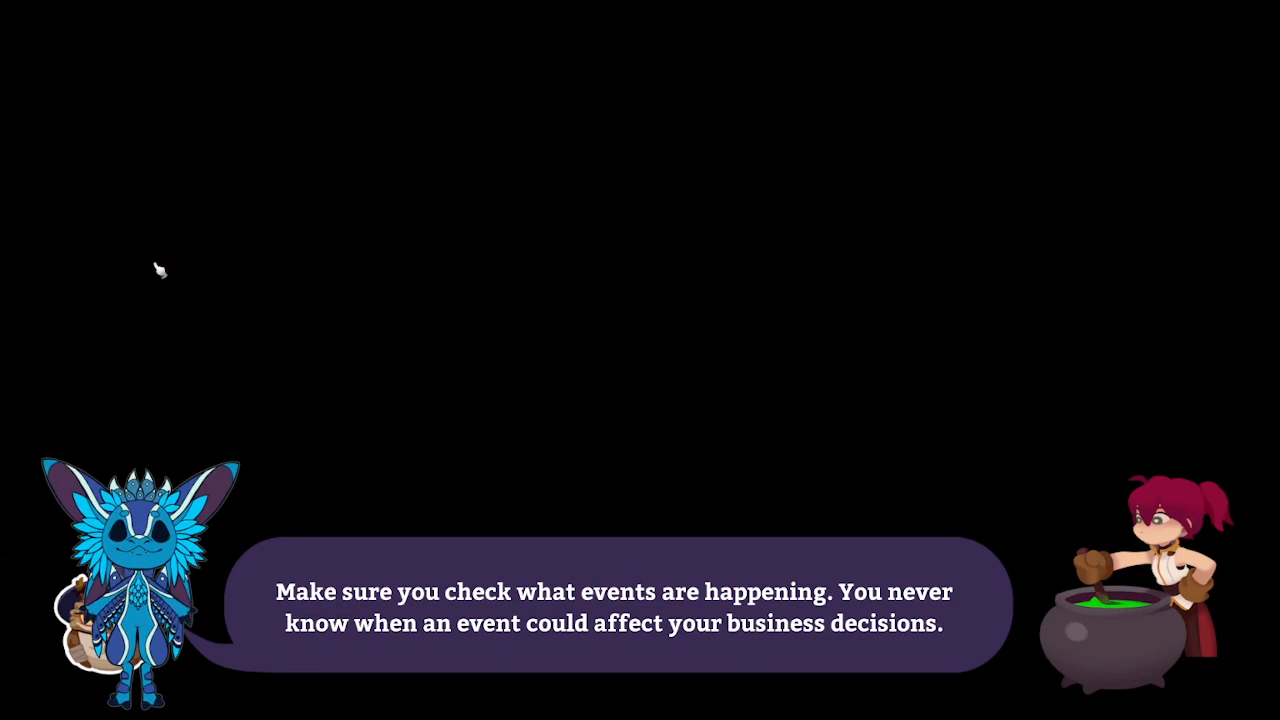 Make sure you check what events are happening. You never
know when an event could affect your business decisions.